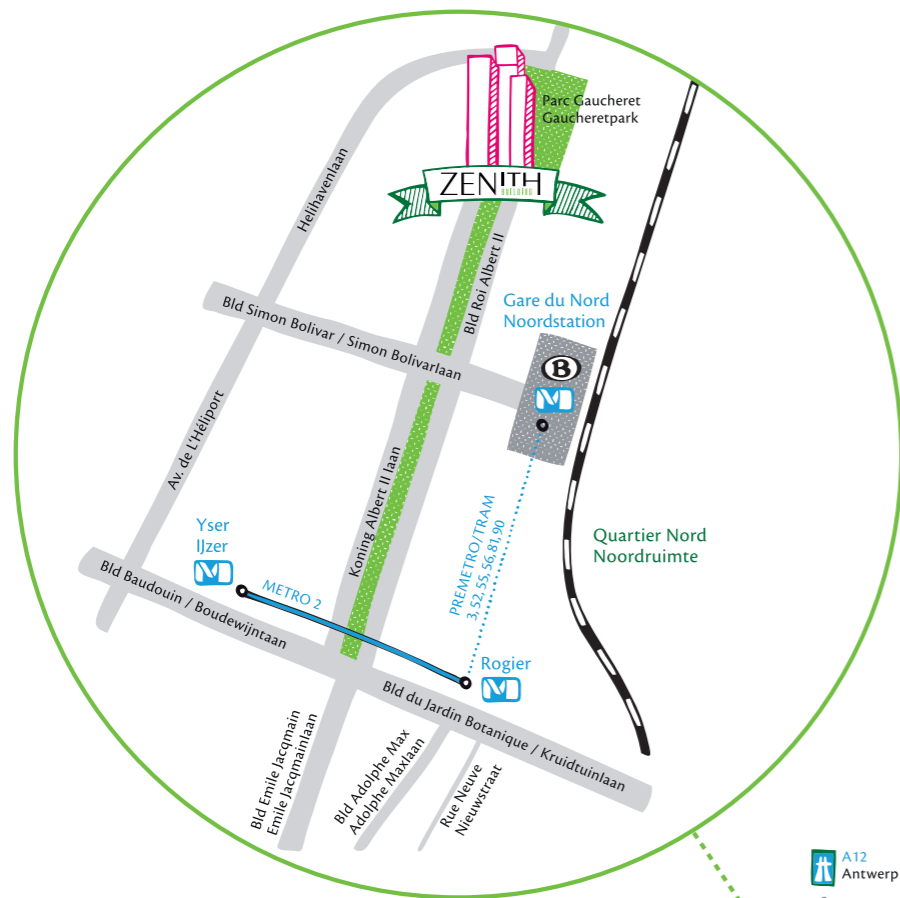 Parc Gaucheret
Gaucheretpark
ZENITH
BUILDING
Helihavenlaan
Bld Roi Albert II
Gare du Nord
Noordstation
Bld Simon Bolivar / Simon Bolivarlaan
B
M
Av. de L'Héliport
Koning Albert II laan
PREMETRO/TRAM
3,52,55,56,81,90
Quartier Nord
Noordruimte
Yser
IJzer
M
METRO 2
Bld Baudouin / Boudewijntaan
Rogier
M
Bld du Jardin Botanique / Kruidtuinlaan
Bld Emile Jacqmain
Emile Jacqmainlaan
Bld Adolphe Max
Adolphe Maxlaan
Rue Neuve
Nieuwstraat
A12
Antwerp